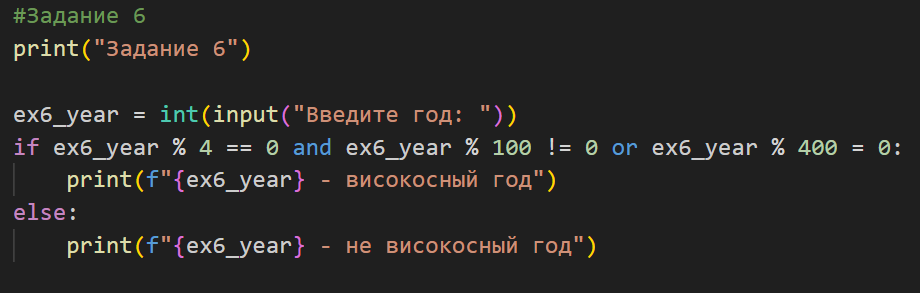 #Задание 6
print("Задание 6")
ex6_year = int(input("Введите год: "))
if ex6_year % 4 == 0 and ex6_year % 100 != 0 or ex6_year % 400 = 0:
print(f"{ex6_year} - високосный год")
else:
print(f"{ex6_year} - не високосный год")